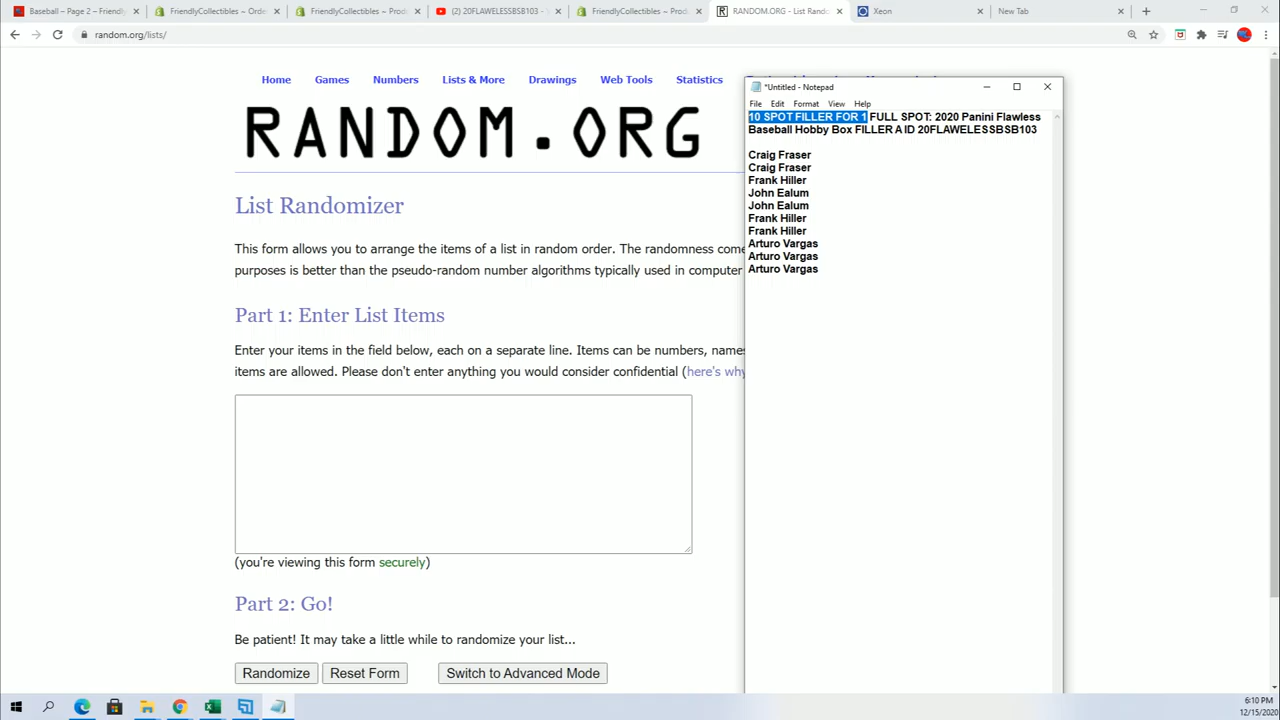 Baseball – Page 2 – Friendly
FriendlyCollectibles ~ Orde
FriendlyCollectibles ~ Prod
(2) 20FLAWELESSBSB103 - Y
FriendlyCollectibles ~ Prod
RANDOM.ORG - List Rando
Xeon
New Tab
random.org/lists/
Home Games Numbers Lists & More Drawings Web Tools Statistics
RANDOM.ORG
List Randomizer
This form allows you to arrange the items of a list in random order. The randomness come
purposes is better than the pseudo-random number algorithms typically used in computer
Part 1: Enter List Items
Enter your items in the field below, each on a separate line. Items can be numbers, names
items are allowed. Please don't enter anything you would consider confidential (here's why
(you're viewing this form securely)
Part 2: Go!
Be patient! It may take a little while to randomize your list...
Randomize Reset Form Switch to Advanced Mode
*Untitled - Notepad
File Edit Format View Help
10 SPOT FILLER FOR 1 FULL SPOT: 2020 Panini Flawless
Baseball Hobby Box FILLER A ID 20FLAWELESSBSB103
Craig Fraser
Craig Fraser
Frank Hiller
John Ealum
John Ealum
Frank Hiller
Frank Hiller
Arturo Vargas
Arturo Vargas
Arturo Vargas
6:10 PM
12/15/2020